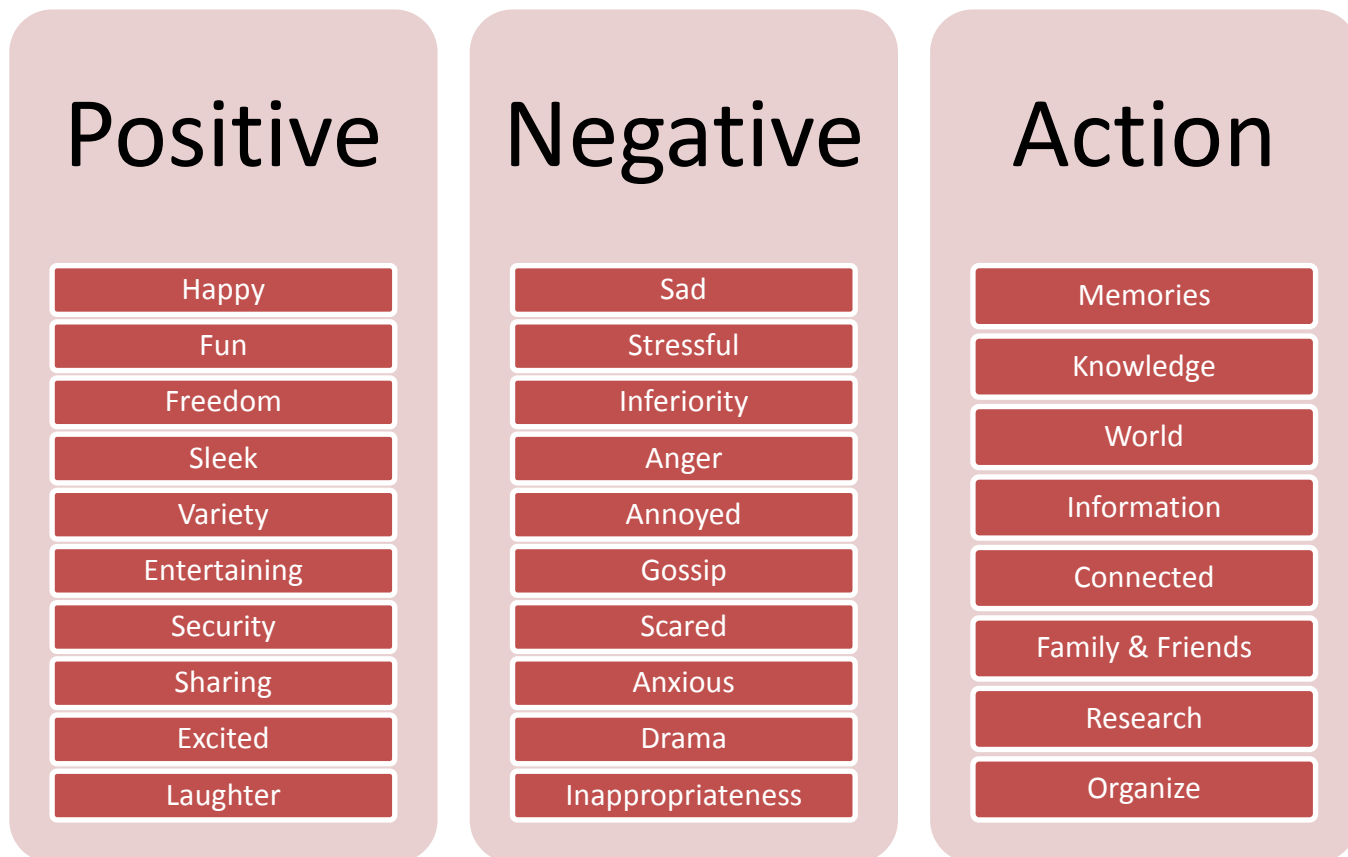 Positive
Happy
Fun
Freedom
Sleek
Variety
Entertaining
Security
Sharing
Excited
Laughter
Negative
Sad
Stressful
Inferiority
Anger
Annoyed
Gossip
Scared
Anxious
Drama
Inappropriateness
Action
Memories
Knowledge
World
Information
Connected
Family & Friends
Research
Organize